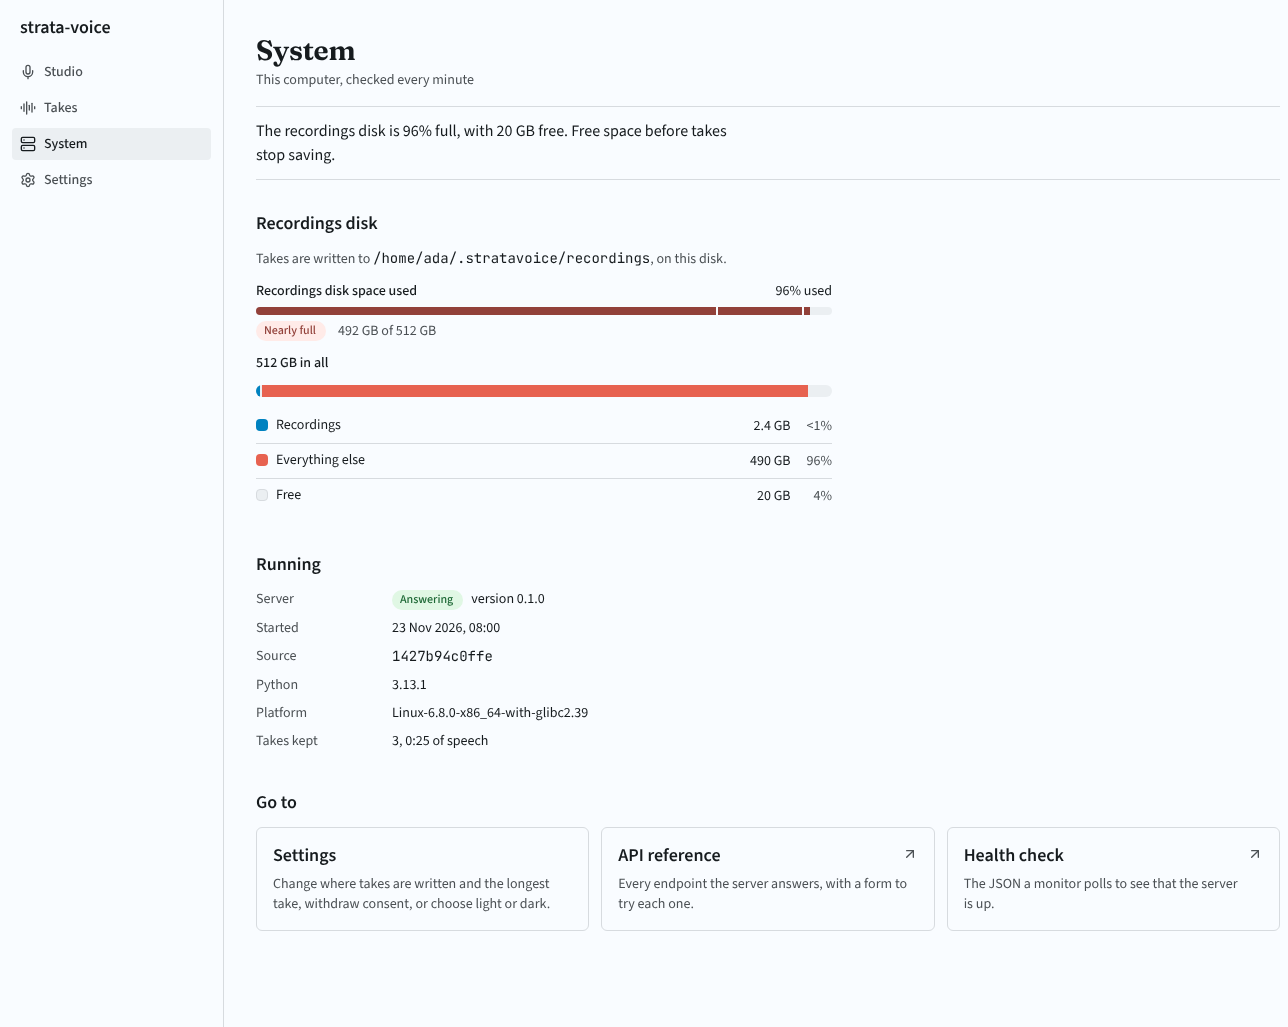 strata-voice
Studio
Takes
System
Settings
System
This computer, checked every minute
The recordings disk is 96% full, with 20 GB free. Free space before takes
stop saving.
Recordings disk
Takes are written to /home/ada/.stratavoice/recordings, on this disk.
Recordings disk space used 96% used
Nearly full 492 GB of 512 GB
512 GB in all
Recordings 2.4 GB <1%
Everything else 490 GB 96%
Free 20 GB 4%
Running
Server Answering version 0.1.0
Started 23 Nov 2026, 08:00
Source 1427b94c0ffe
Python 3.13.1
Platform Linux-6.8.0-x86_64-with-glibc2.39
Takes kept 3, 0:25 of speech
Go to
Settings
Change where takes are written and the longest
take, withdraw consent, or choose light or dark.
API reference
Every endpoint the server answers, with a form to
try each one.
Health check
The JSON a monitor polls to see that the server
is up.